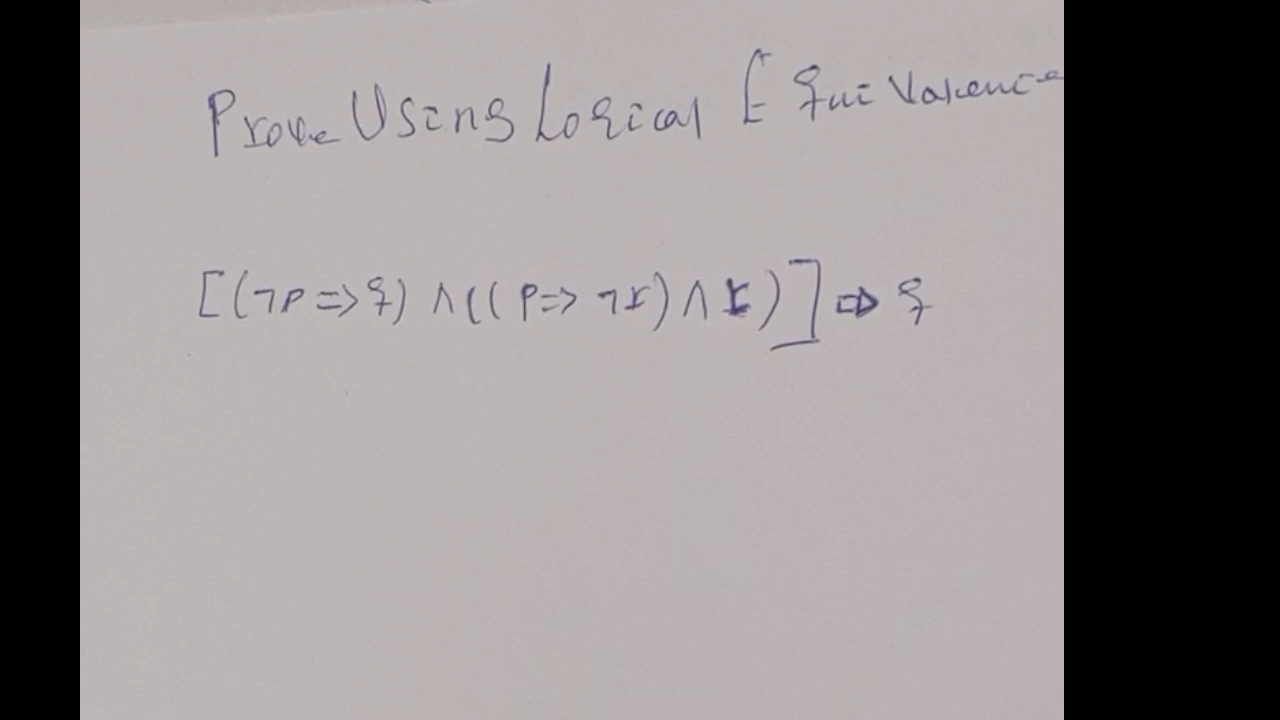 Prove Using Logical Equivalence
[(¬p => q) ∧ ((p => ¬r) ∧ r)] => q